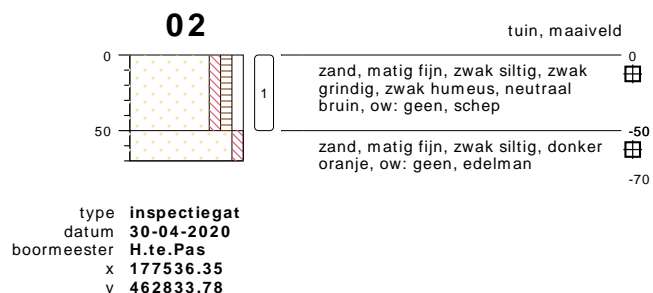 02
tuin, maaiveld
0
0
zand, matig fijn, zwak siltig, zwak
grindig, zwak humeus, neutraal
bruin, ow: geen, schep
1
50
-50
zand, matig fijn, zwak siltig, donker
oranje, ow: geen, edelman
-70
type inspectiegat
datum 30-04-2020
boormeester H.te.Pas
x 177536.35
y 462833.78